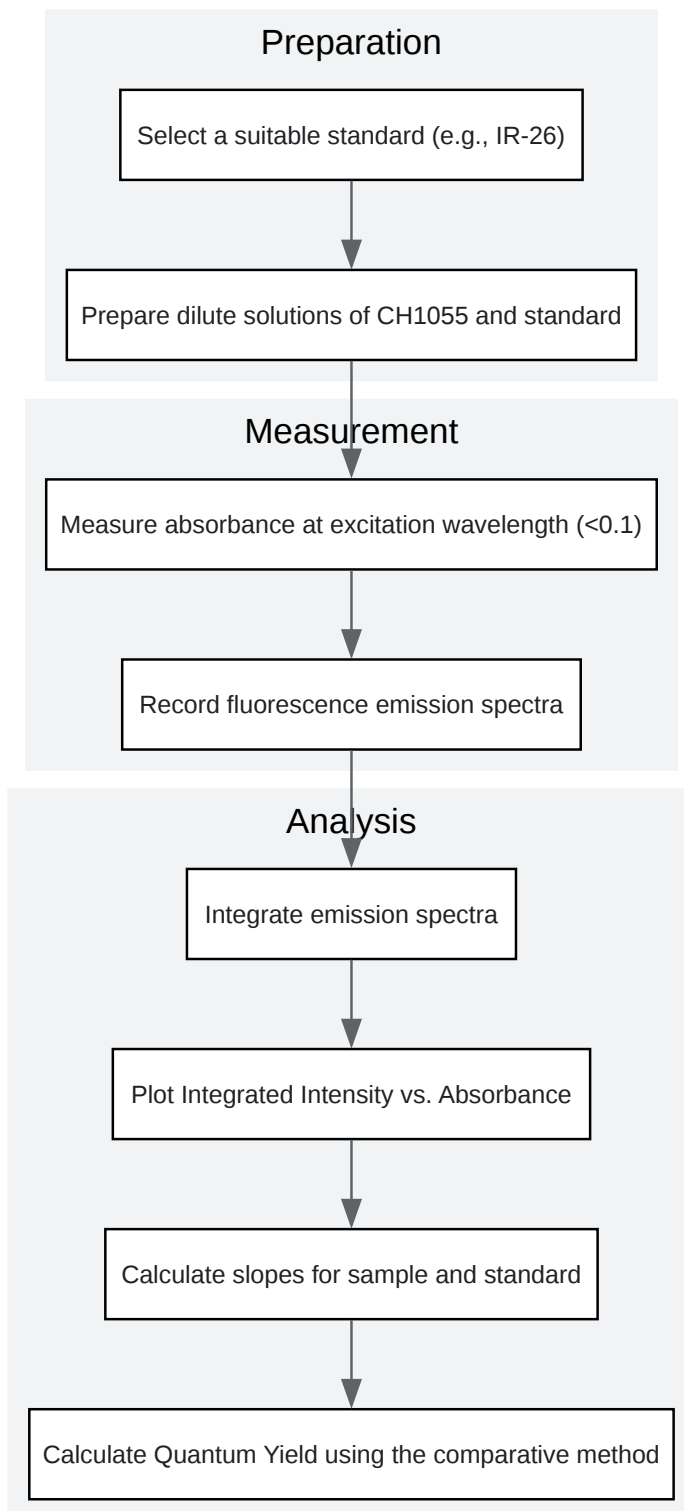 Preparation
Select a suitable standard (e.g., IR-26)
Prepare dilute solutions of CH1055 and standard
Measurement
Measure absorbance at excitation wavelength (<0.1)
Record fluorescence emission spectra
Analysis
Integrate emission spectra
Plot Integrated Intensity vs. Absorbance
Calculate slopes for sample and standard
Calculate Quantum Yield using the comparative method